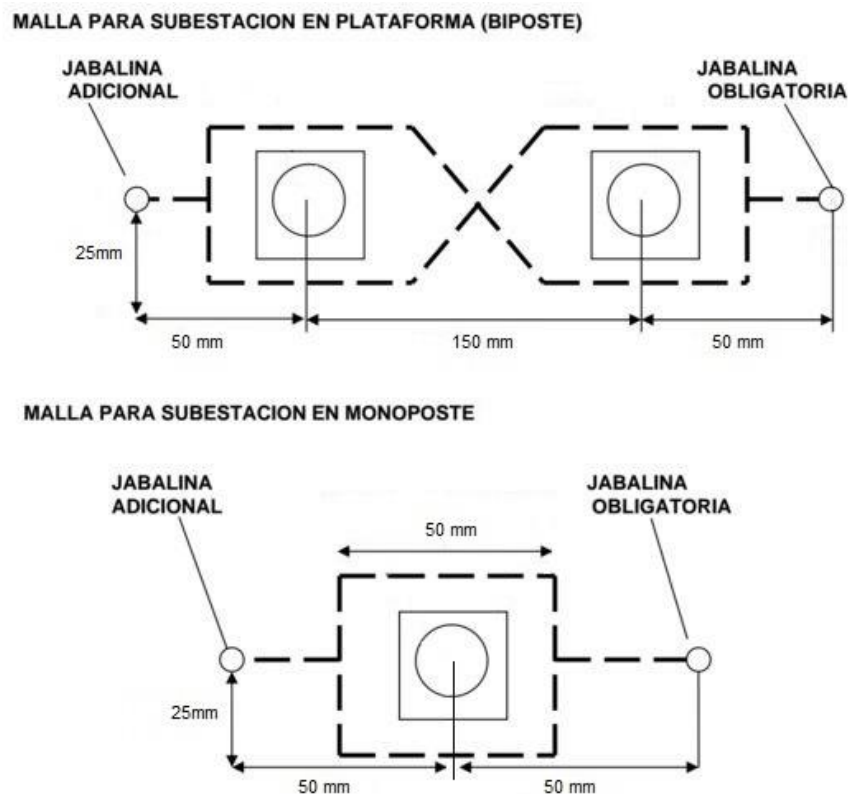 MALLA PARA SUBESTACION EN PLATAFORMA (BIPOSTE)
JABALINA
ADICIONAL
JABALINA
OBLIGATORIA
25mm
50 mm
150 mm
50 mm
MALLA PARA SUBESTACION EN MONOPOSTE
JABALINA
ADICIONAL
JABALINA
OBLIGATORIA
50 mm
25mm
50 mm
50 mm